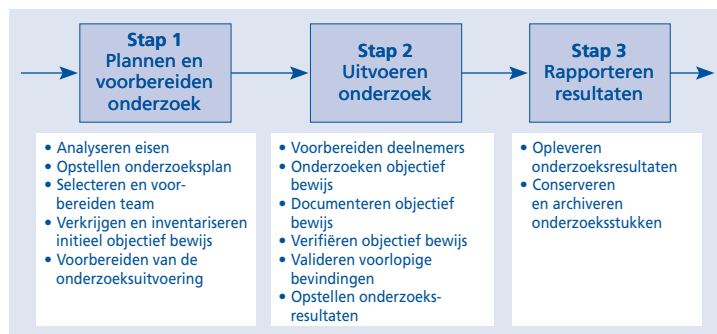 Stap 1
Plannen en
voorbereiden
onderzoek
Stap 2
Uitvoeren
onderzoek
Stap 3
Rapporteren
resultaten
• Analyseren eisen
• Opstellen onderzoeksplan
• Selecteren en voor-
bereiden team
• Verkrijgen en inventariseren
initieel objectief bewijs
• Voorbereiden van de
onderzoeksuitvoering
• Voorbereiden deelnemers
• Onderzoeken objectief
bewijs
• Documenteren objectief
bewijs
• Verifiëren objectief bewijs
• Valideren voorlopige
bevindingen
• Opstellen onderzoeks-
resultaten
• Opleveren
onderzoeksresultaten
• Conserveren
en archiveren
onderzoeksstukken